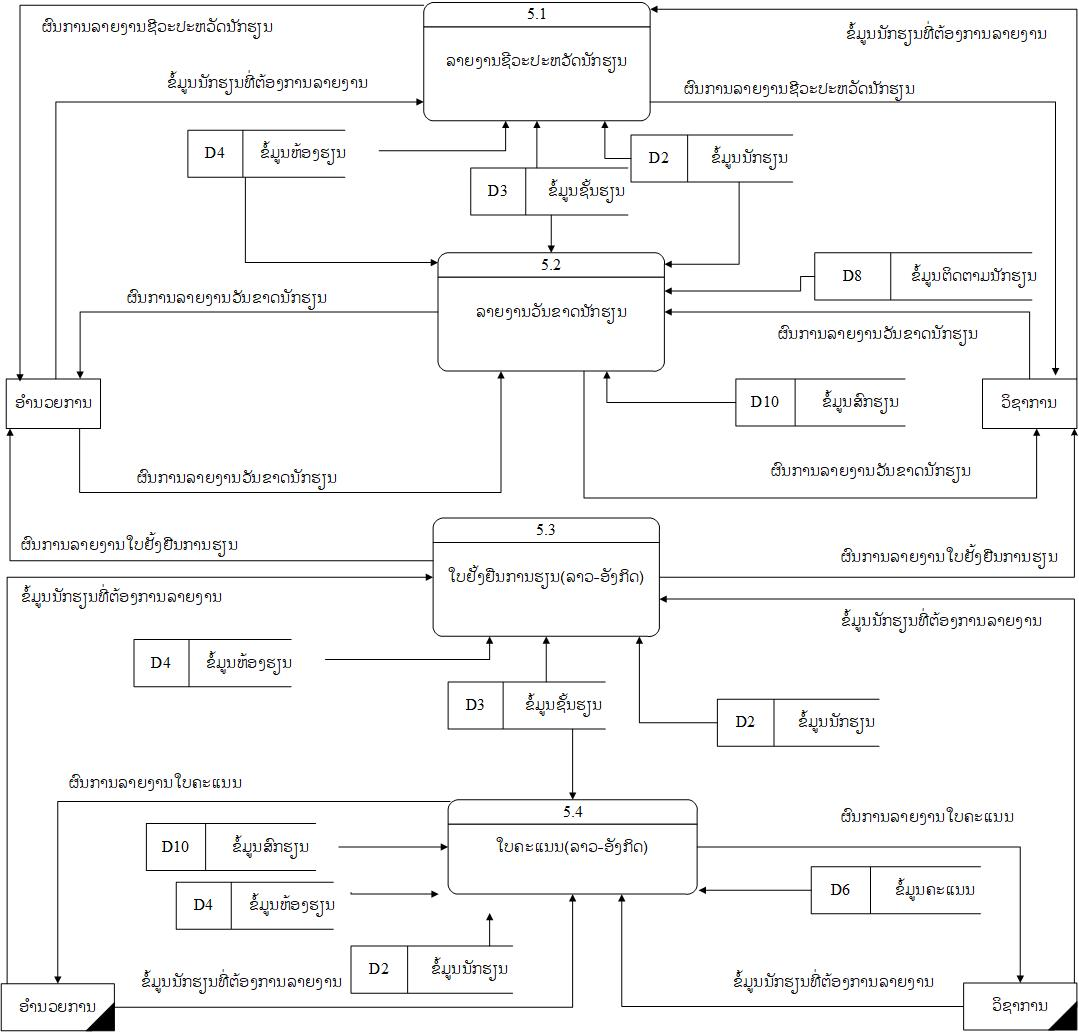 5.1
ຜົນການລາຍງານຊີວະປະຫວັດນັກຮຽນ
ຂໍ້ມູນນັກຮຽນທີ່ຕ້ອງການລາຍງານ
ລາຍງານຊີວະປະຫວັດນັກຮຽນ
ຂໍ້ມູນນັກຮຽນທີ່ຕ້ອງການລາຍງານ
ຜົນການລາຍງານຊີວະປະຫວັດນັກຮຽນ
D4 ຂໍ້ມູນຫ້ອງຮຽນ
D2 ຂໍ້ມູນນັກຮຽນ
D3 ຂໍ້ມູນຊັ້ນຮຽນ
5.2
D8 ຂໍ້ມູນຕິດຕາມນັກຮຽນ
ຜົນການລາຍງານວັນຂາດນັກຮຽນ
ລາຍງານວັນຂາດນັກຮຽນ
ຜົນການລາຍງານວັນຂາດນັກຮຽນ
ອຳນວຍການ
D10 ຂໍ້ມູນສົກຮຽນ
ວິຊາການ
ຜົນການລາຍງານວັນຂາດນັກຮຽນ
ຜົນການລາຍງານວັນຂາດນັກຮຽນ
5.3
ຜົນການລາຍງານໃບຢັ້ງຢືນການຮຽນ
ຜົນການລາຍງານໃບຢັ້ງຢືນການຮຽນ
ໃບຢັ້ງຢືນການຮຽນ(ລາວ-ອັງກິດ)
ຂໍ້ມູນນັກຮຽນທີ່ຕ້ອງການລາຍງານ
ຂໍ້ມູນນັກຮຽນທີ່ຕ້ອງການລາຍງານ
D4 ຂໍ້ມູນຫ້ອງຮຽນ
D3 ຂໍ້ມູນຊັ້ນຮຽນ
D2 ຂໍ້ມູນນັກຮຽນ
ຜົນການລາຍງານໃບຄະແນນ
5.4
ຜົນການລາຍງານໃບຄະແນນ
D10 ຂໍ້ມູນສົກຮຽນ
ໃບຄະແນນ(ລາວ-ອັງກິດ)
D6 ຂໍ້ມູນຄະແນນ
D4 ຂໍ້ມູນຫ້ອງຮຽນ
D2 ຂໍ້ມູນນັກຮຽນ
ຂໍ້ມູນນັກຮຽນທີ່ຕ້ອງການລາຍງານ
ຂໍ້ມູນນັກຮຽນທີ່ຕ້ອງການລາຍງານ
ອຳນວຍການ
ວິຊາການ